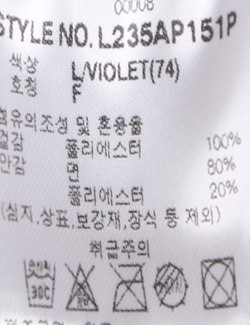 00008
STYLE NO. L235AP151P
색상 L/VIOLET(74)
호칭 F
섬유의조성 및 혼용율
겉감 폴리에스터 100%
안감 면 80%
폴리에스터 20%
(심지.상표.보강재,장식 등 제외)
취급주의
30C